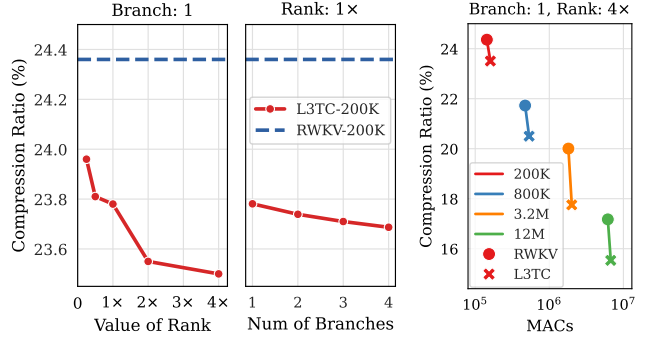 Branch: 1
Compression Ratio (%)
24.4
24.2
24.0
23.8
23.6
0 1× 2× 3× 4×
Value of Rank
Rank: 1×
L3TC-200K
RWKV-200K
1 2 3 4
Num of Branches
Branch: 1, Rank: 4×
Compression Ratio (%)
24
22
20
18
16
200K
800K
3.2M
12M
RWKV
L3TC
10⁵ 10⁶ 10⁷
MACs